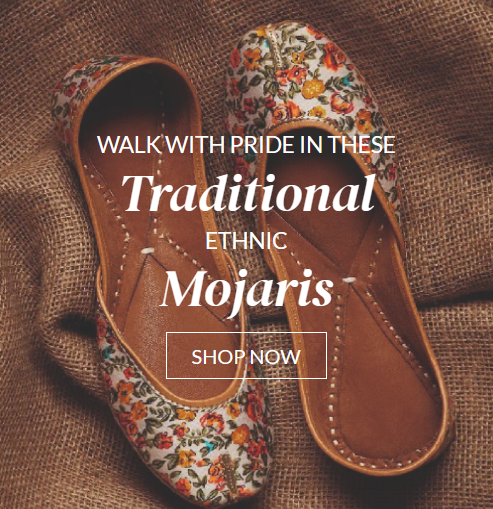 WALK WITH PRIDE IN THESE
Traditional
ETHNIC
Mojaris
SHOP NOW